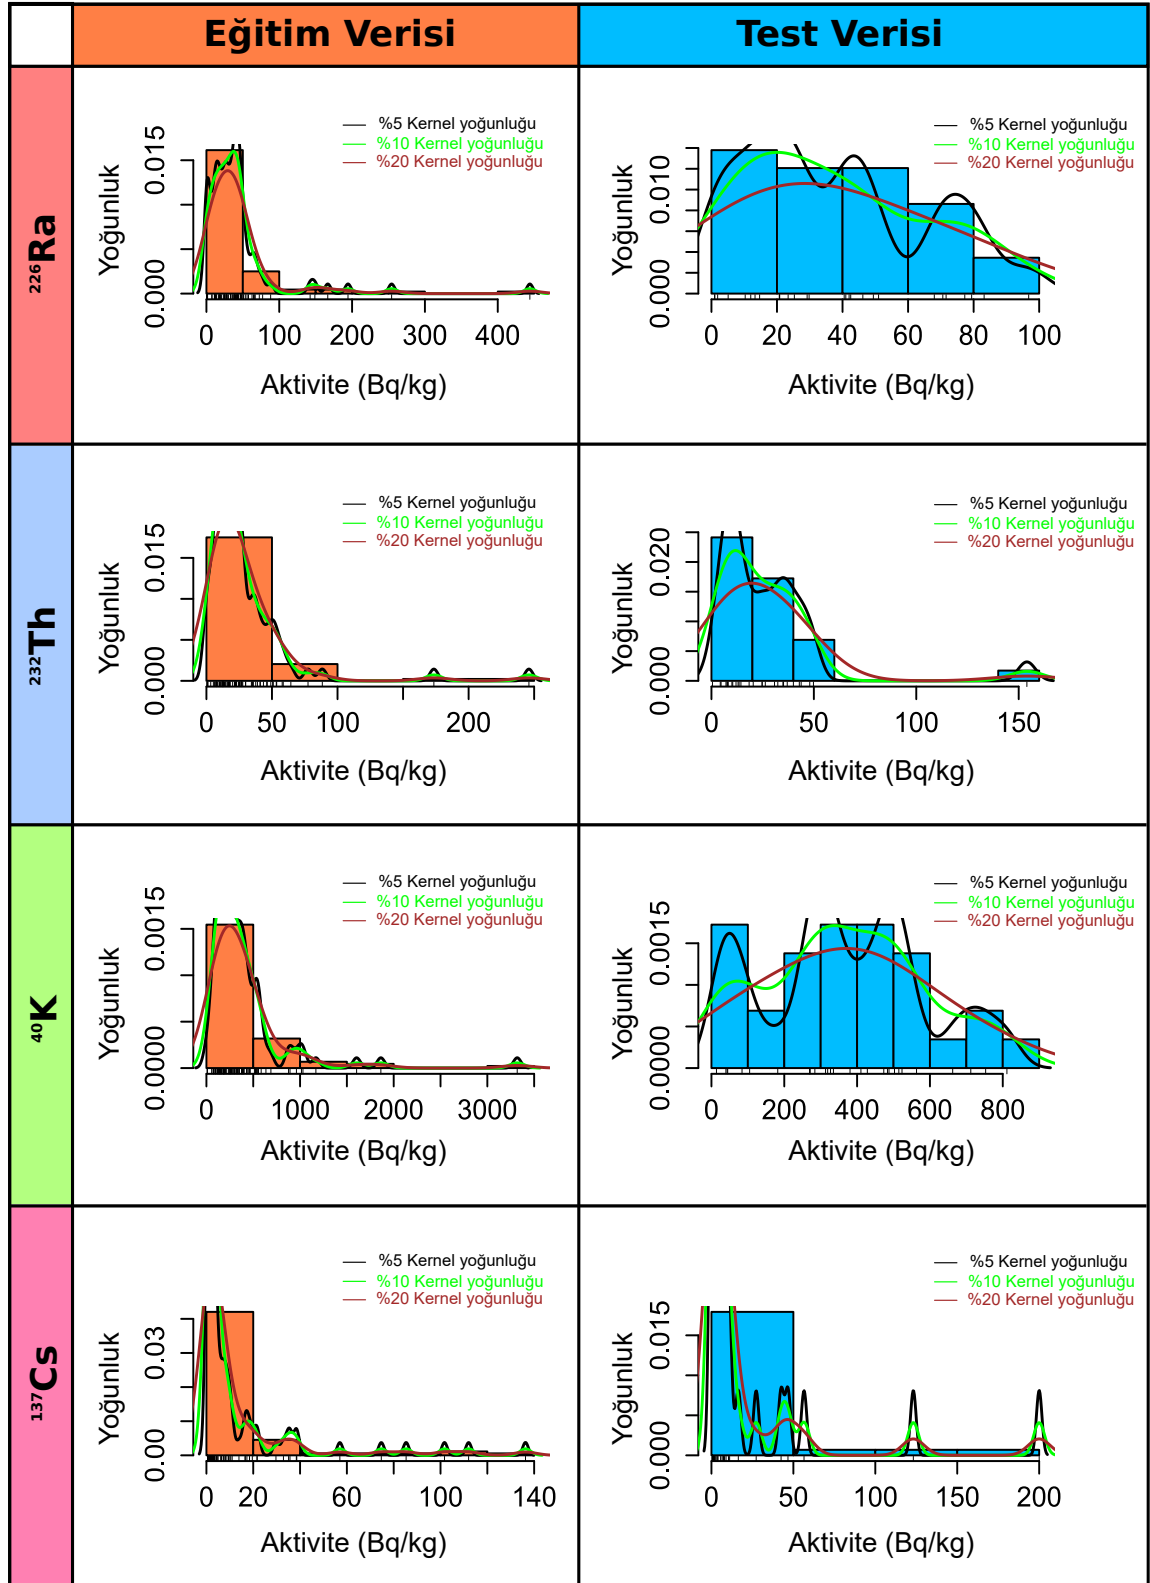 Eğitim Verisi
Test Verisi
²²⁶Ra
Yoğunluk
0.000
0.015
%5 Kernel yoğunluğu
%10 Kernel yoğunluğu
%20 Kernel yoğunluğu
0 100 200 300 400
Aktivite (Bq/kg)
Yoğunluk
0.000
0.010
%5 Kernel yoğunluğu
%10 Kernel yoğunluğu
%20 Kernel yoğunluğu
0 20 40 60 80 100
Aktivite (Bq/kg)
²³²Th
Yoğunluk
0.000
0.015
%5 Kernel yoğunluğu
%10 Kernel yoğunluğu
%20 Kernel yoğunluğu
0 50 100 200
Aktivite (Bq/kg)
Yoğunluk
0.000
0.020
%5 Kernel yoğunluğu
%10 Kernel yoğunluğu
%20 Kernel yoğunluğu
0 50 100 150
Aktivite (Bq/kg)
⁴⁰K
Yoğunluk
0.0000
0.0015
%5 Kernel yoğunluğu
%10 Kernel yoğunluğu
%20 Kernel yoğunluğu
0 1000 2000 3000
Aktivite (Bq/kg)
Yoğunluk
0.0000
0.0015
%5 Kernel yoğunluğu
%10 Kernel yoğunluğu
%20 Kernel yoğunluğu
0 200 400 600 800
Aktivite (Bq/kg)
¹³⁷Cs
Yoğunluk
0.00
0.03
%5 Kernel yoğunluğu
%10 Kernel yoğunluğu
%20 Kernel yoğunluğu
0 20 60 100 140
Aktivite (Bq/kg)
Yoğunluk
0.000
0.015
%5 Kernel yoğunluğu
%10 Kernel yoğunluğu
%20 Kernel yoğunluğu
0 50 100 150 200
Aktivite (Bq/kg)